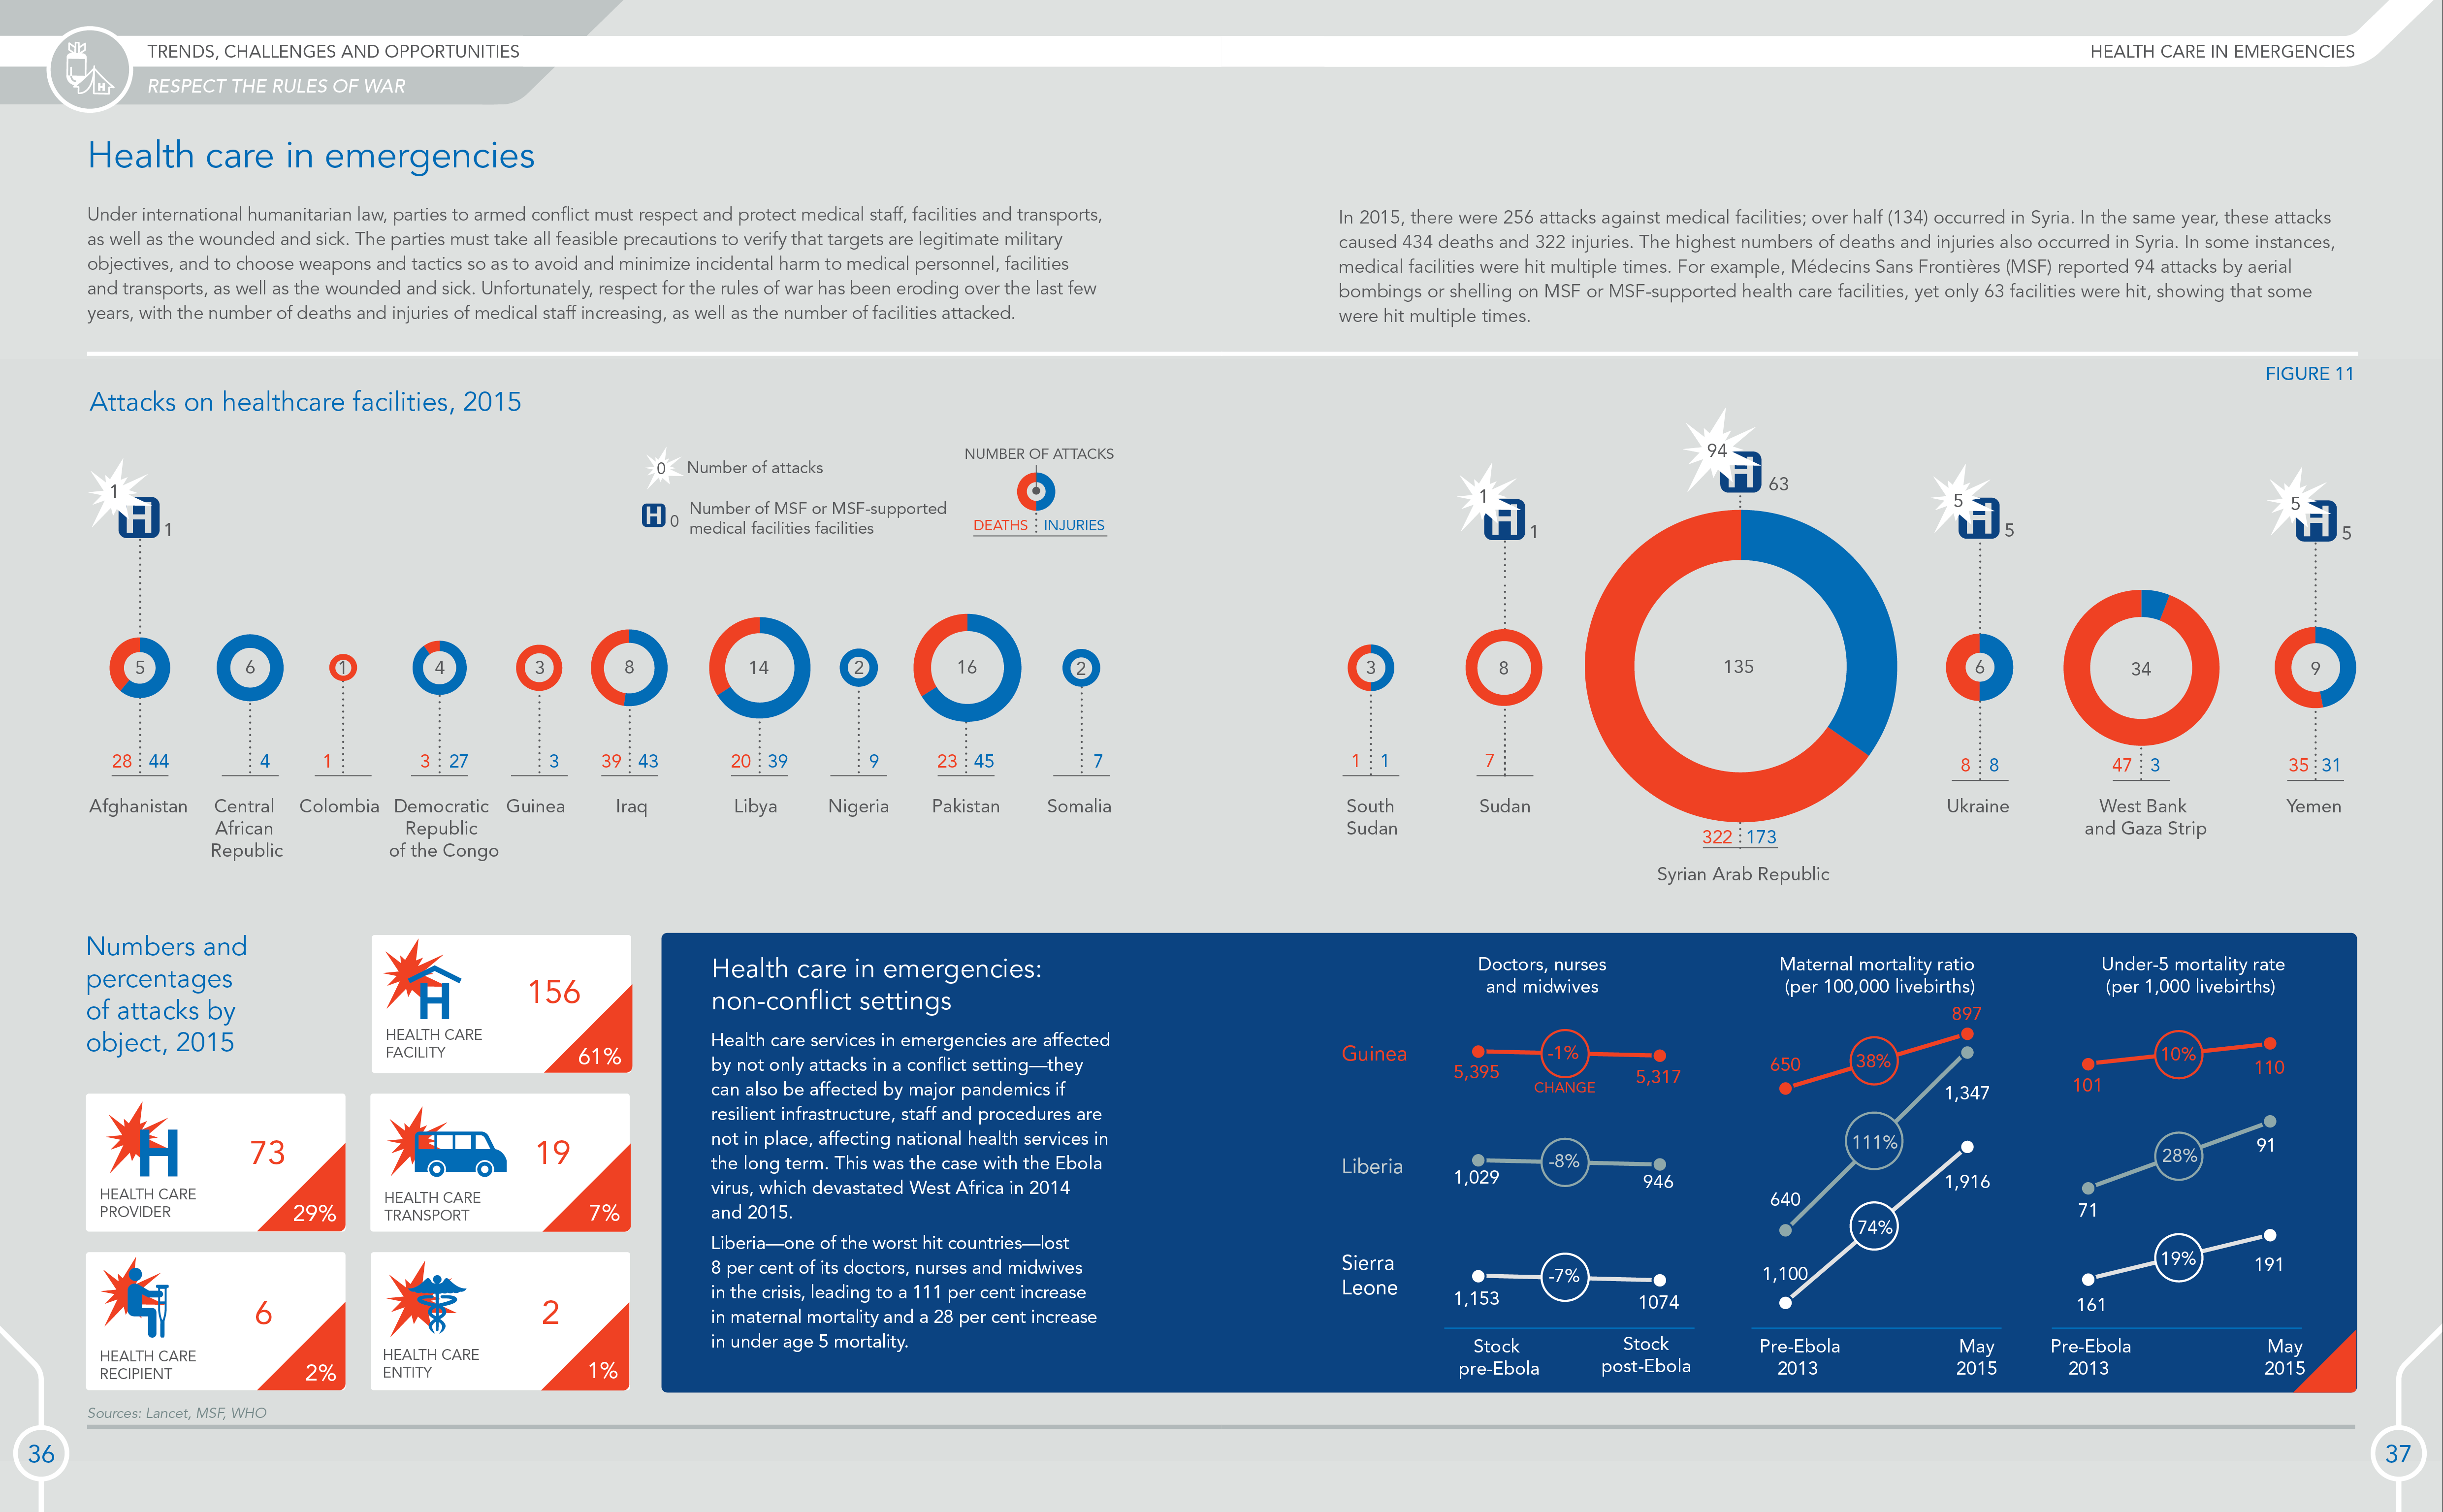 TRENDS, CHALLENGES AND OPPORTUNITIES
RESPECT THE RULES OF WAR
HEALTH CARE IN EMERGENCIES
Health care in emergencies
Under international humanitarian law, parties to armed conflict must respect and protect medical staff, facilities and transports,
as well as the wounded and sick. The parties must take all feasible precautions to verify that targets are legitimate military
objectives, and to choose weapons and tactics so as to avoid and minimize incidental harm to medical personnel, facilities
and transports, as well as the wounded and sick. Unfortunately, respect for the rules of war has been eroding over the last few
years, with the number of deaths and injuries of medical staff increasing, as well as the number of facilities attacked.
In 2015, there were 256 attacks against medical facilities; over half (134) occurred in Syria. In the same year, these attacks
caused 434 deaths and 322 injuries. The highest numbers of deaths and injuries also occurred in Syria. In some instances,
medical facilities were hit multiple times. For example, Médecins Sans Frontières (MSF) reported 94 attacks by aerial
bombings or shelling on MSF or MSF-supported health care facilities, yet only 63 facilities were hit, showing that some
were hit multiple times.
FIGURE 11
Attacks on healthcare facilities, 2015
0 Number of attacks
H 0 Number of MSF or MSF-supported
medical facilities facilities
NUMBER OF ATTACKS
DEATHS INJURIES
1
H 1
5
28 44
Afghanistan
6
4
Central
African
Republic
1
1
Colombia
4
3 27
Democratic
Republic
of the Congo
3
3
Guinea
8
39 43
Iraq
14
20 39
Libya
2
9
Nigeria
16
23 45
Pakistan
2
7
Somalia
3
1 1
South
Sudan
1
H 1
8
7
Sudan
94
H 63
135
322 173
Syrian Arab Republic
5
H 5
6
8 8
Ukraine
34
47 3
West Bank
and Gaza Strip
5
H 5
9
35 31
Yemen
Numbers and
percentages
of attacks by
object, 2015
H
156
HEALTH CARE
FACILITY
61%
H
73
HEALTH CARE
PROVIDER
29%
19
HEALTH CARE
TRANSPORT
7%
6
HEALTH CARE
RECIPIENT
2%
2
HEALTH CARE
ENTITY
1%
Health care in emergencies:
non-conflict settings
Health care services in emergencies are affected
by not only attacks in a conflict setting—they
can also be affected by major pandemics if
resilient infrastructure, staff and procedures are
not in place, affecting national health services in
the long term. This was the case with the Ebola
virus, which devastated West Africa in 2014
and 2015.
Liberia—one of the worst hit countries—lost
8 per cent of its doctors, nurses and midwives
in the crisis, leading to a 111 per cent increase
in maternal mortality and a 28 per cent increase
in under age 5 mortality.
Guinea
Liberia
Sierra
Leone
Doctors, nurses
and midwives
5,395
-1%
CHANGE
5,317
1,029
-8%
946
1,153
-7%
1074
Stock
pre-Ebola
Stock
post-Ebola
Maternal mortality ratio
(per 100,000 livebirths)
650
38%
897
640
111%
1,347
1,100
74%
1,916
Pre-Ebola
2013
May
2015
Under-5 mortality rate
(per 1,000 livebirths)
101
10%
110
71
28%
91
161
19%
191
Pre-Ebola
2013
May
2015
Sources: Lancet, MSF, WHO
36
37